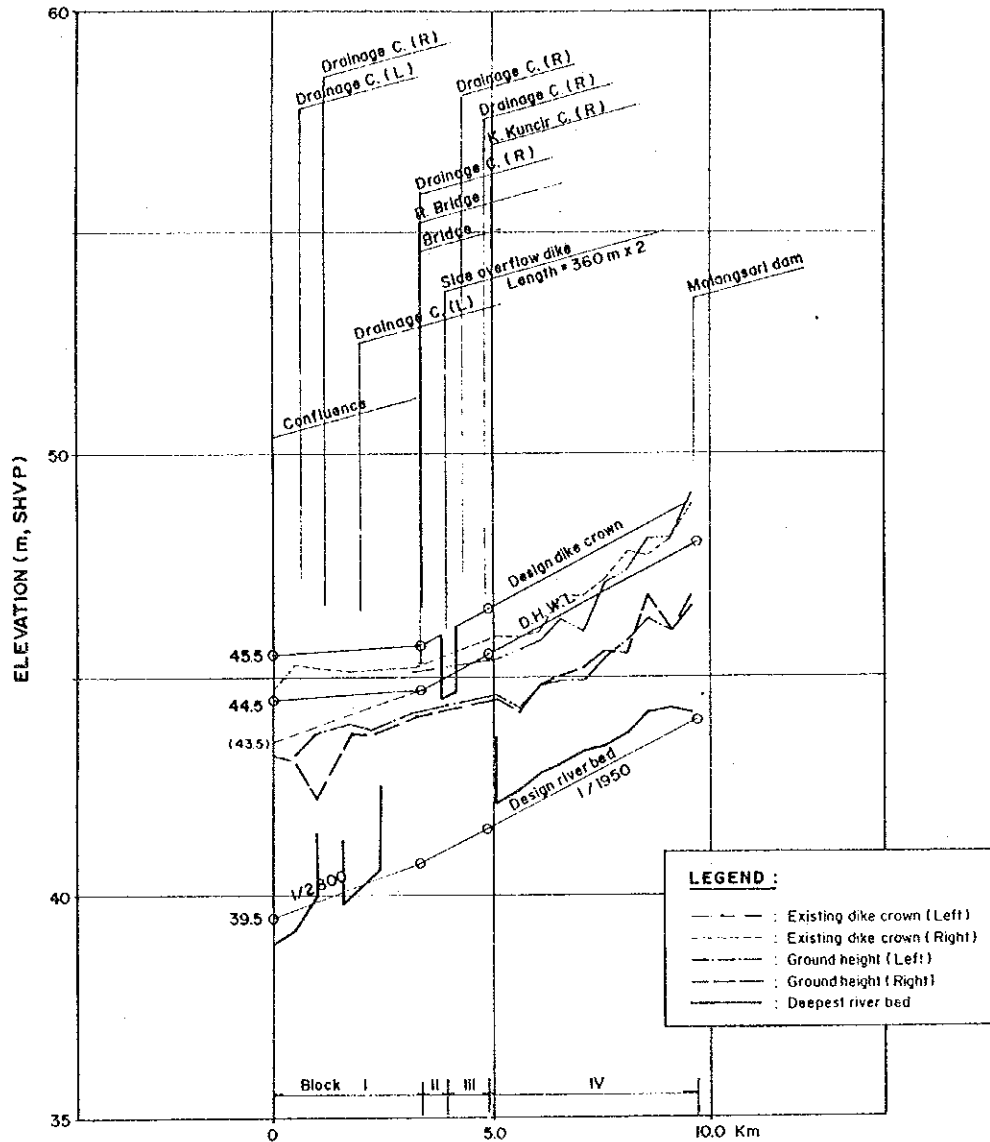 60
Drainage C. (R)
Drainage C. (L)
Drainage C. (R)
Drainage C. (R)
K. Kuncir C. (R)
Drainage C. (R)
R. Bridge
Bridge
Side overflow dike
Length = 360 m x 2
Malangsari dam
Drainage C. (L)
Confluence
50
ELEVATION (m, SHVP)
Design dike crown
D.H.W.L.
45.5
44.5
(43.5)
Design river bed
1/1950
1/2300
40
39.5
LEGEND :
: Existing dike crown (Left)
: Existing dike crown (Right)
: Ground height (Left)
: Ground height (Right)
: Deepest river bed
Block I II III IV
35
0 5.0 10.0 Km